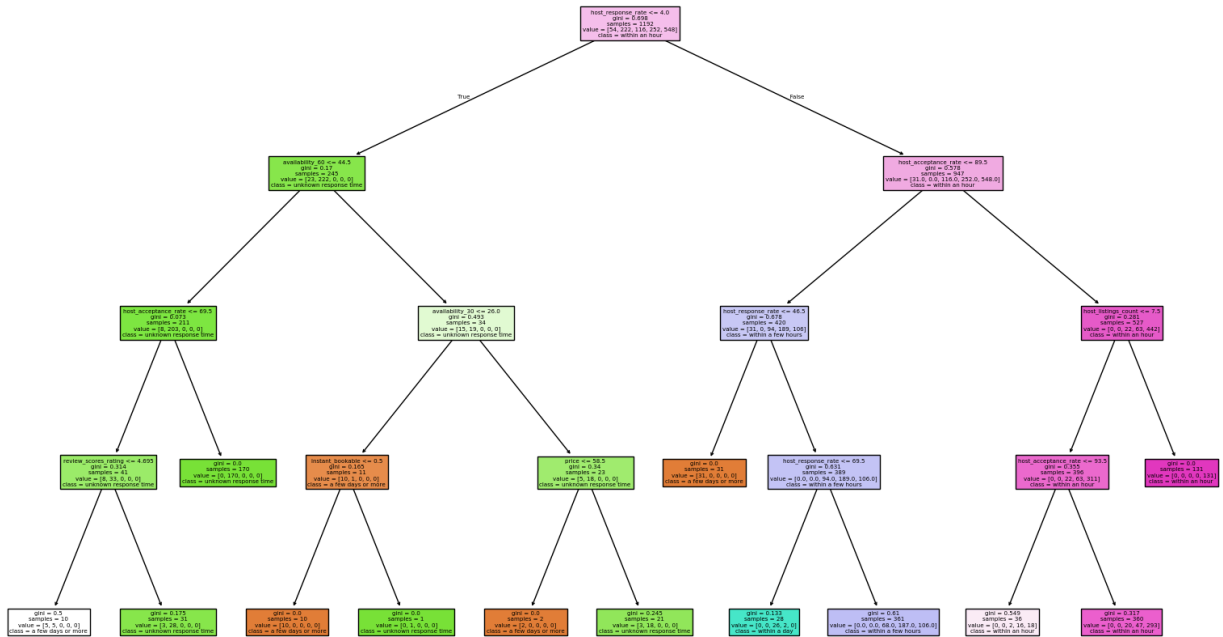 host_response_rate <= 4.0
gini = 0.698
samples = 1192
value = [54, 222, 116, 252, 548]
class = within an hour
True
False
availability_60 <= 44.5
gini = 0.17
samples = 245
value = [23, 222, 0, 0, 0]
class = unknown response time
host_acceptance_rate <= 89.5
gini = 0.578
samples = 947
value = [31.0, 0.0, 116.0, 252.0, 548.0]
class = within an hour
host_acceptance_rate <= 69.5
gini = 0.073
samples = 211
value = [8, 203, 0, 0, 0]
class = unknown response time
availability_30 <= 26.0
gini = 0.493
samples = 34
value = [15, 19, 0, 0, 0]
class = unknown response time
host_response_rate <= 46.5
gini = 0.678
samples = 420
value = [31, 0, 94, 189, 106]
class = within a few hours
host_listings_count <= 7.5
gini = 0.281
samples = 527
value = [0, 0, 22, 63, 442]
class = within an hour
review_scores_rating <= 4.695
gini = 0.314
samples = 41
value = [8, 33, 0, 0, 0]
class = unknown response time
gini = 0.0
samples = 170
value = [0, 170, 0, 0, 0]
class = unknown response time
instant_bookable <= 0.5
gini = 0.165
samples = 11
value = [10, 1, 0, 0, 0]
class = a few days or more
price <= 58.5
gini = 0.34
samples = 23
value = [5, 18, 0, 0, 0]
class = unknown response time
gini = 0.0
samples = 31
value = [31, 0, 0, 0, 0]
class = a few days or more
host_response_rate <= 69.5
gini = 0.631
samples = 389
value = [0.0, 0.0, 94.0, 189.0, 106.0]
class = within a few hours
host_acceptance_rate <= 93.5
gini = 0.355
samples = 396
value = [0, 0, 22, 63, 311]
class = within an hour
gini = 0.0
samples = 131
value = [0, 0, 0, 0, 131]
class = within an hour
gini = 0.5
samples = 10
value = [5, 5, 0, 0, 0]
class = a few days or more
gini = 0.175
samples = 31
value = [3, 28, 0, 0, 0]
class = unknown response time
gini = 0.0
samples = 10
value = [10, 0, 0, 0, 0]
class = a few days or more
gini = 0.0
samples = 1
value = [0, 1, 0, 0, 0]
class = unknown response time
gini = 0.0
samples = 2
value = [2, 0, 0, 0, 0]
class = a few days or more
gini = 0.245
samples = 21
value = [3, 18, 0, 0, 0]
class = unknown response time
gini = 0.133
samples = 28
value = [0, 0, 26, 2, 0]
class = within a day
gini = 0.61
samples = 361
value = [0.0, 0.0, 68.0, 187.0, 106.0]
class = within a few hours
gini = 0.549
samples = 36
value = [0, 0, 2, 16, 18]
class = within an hour
gini = 0.317
samples = 360
value = [0, 0, 20, 47, 293]
class = within an hour